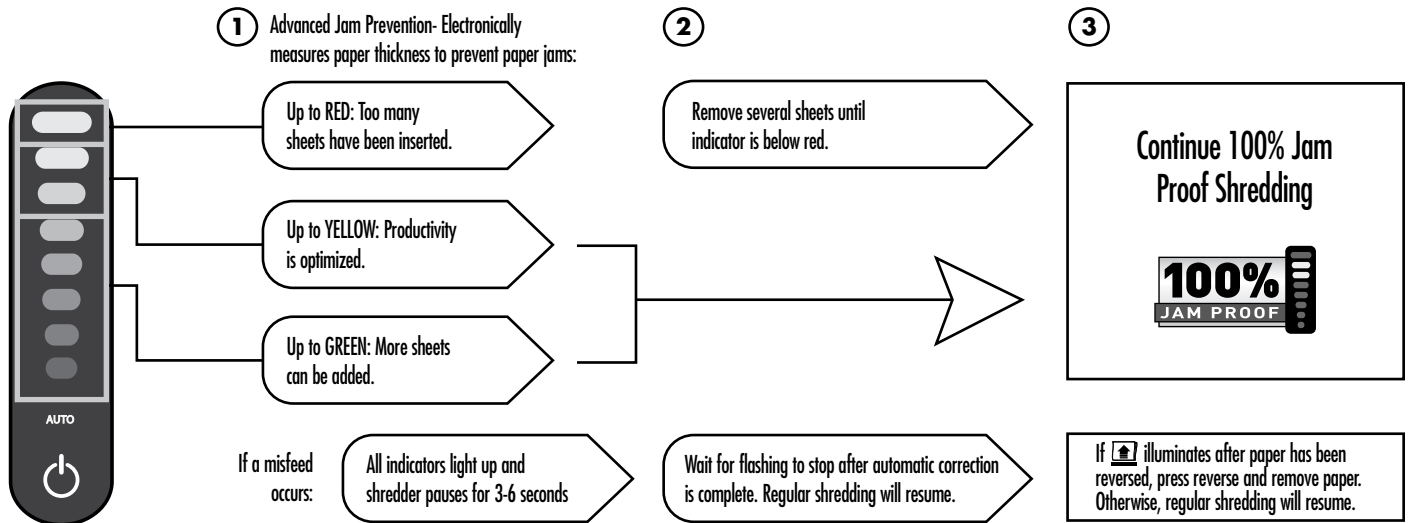 1
Advanced Jam Prevention- Electronically
measures paper thickness to prevent paper jams:
2
3
Up to RED: Too many
sheets have been inserted.
Remove several sheets until
indicator is below red.
Continue 100% Jam
Proof Shredding
Up to YELLOW: Productivity
is optimized.
100%
JAM PROOF
Up to GREEN: More sheets
can be added.
AUTO
If a misfeed
occurs:
All indicators light up and
shredder pauses for 3-6 seconds
Wait for flashing to stop after automatic correction
is complete. Regular shredding will resume.
If illuminates after paper has been
reversed, press reverse and remove paper.
Otherwise, regular shredding will resume.